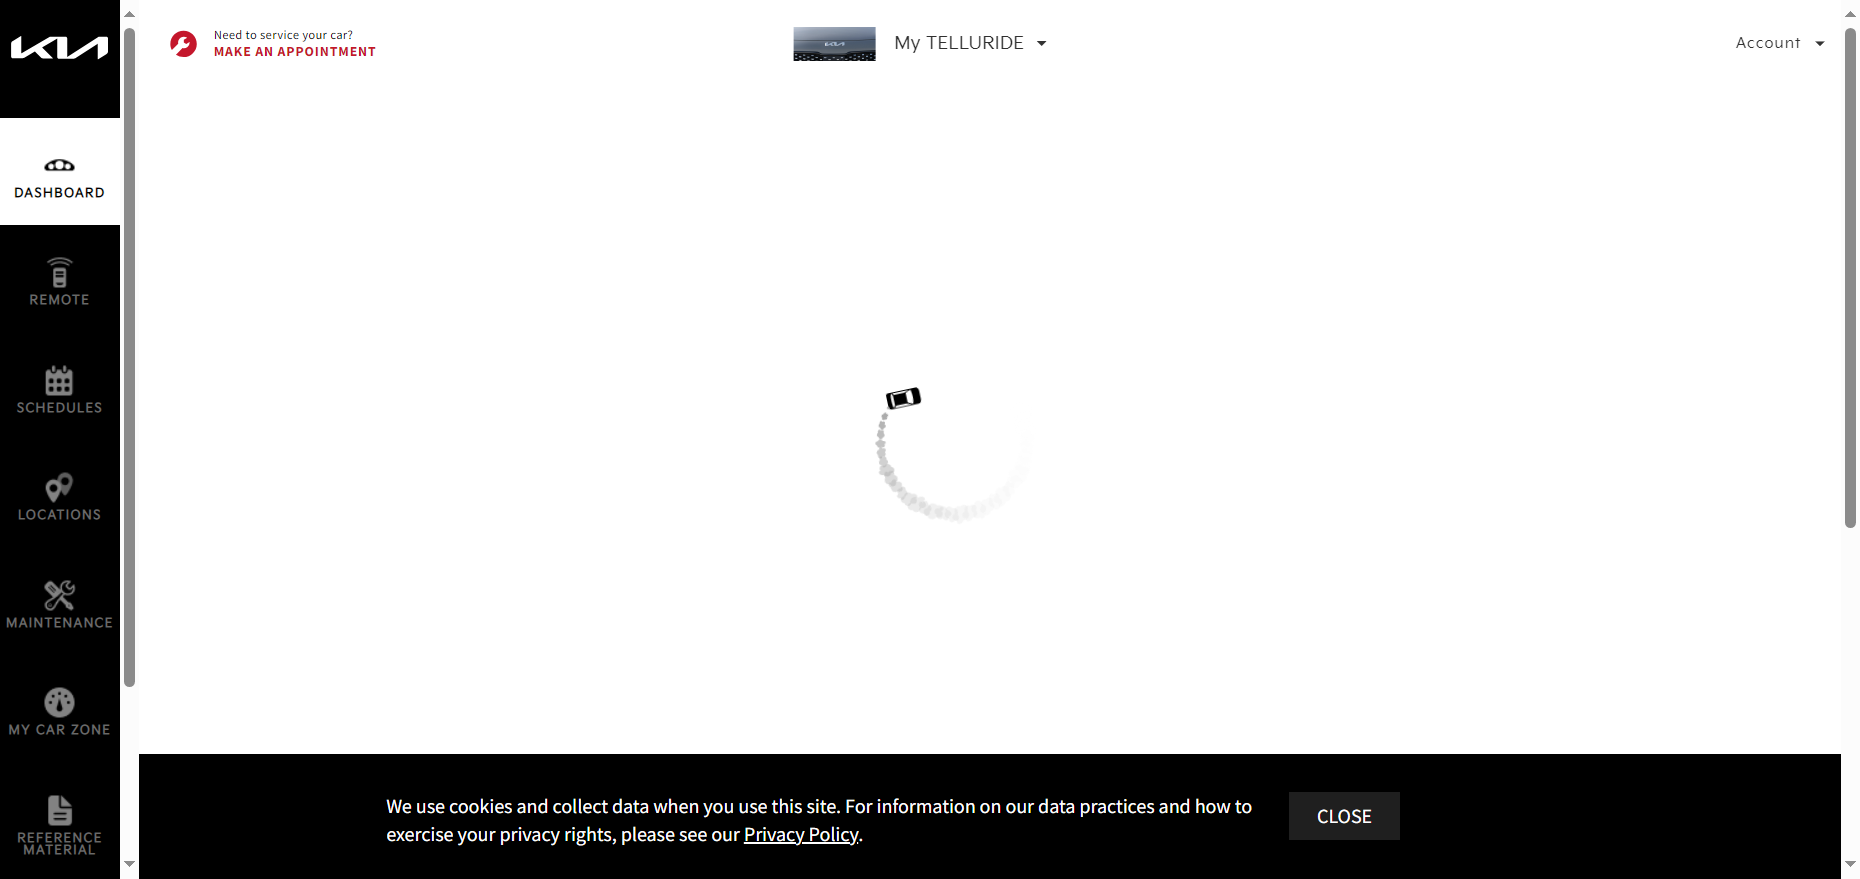 KIA
Need to service your car?
MAKE AN APPOINTMENT
My TELLURIDE
Account
DASHBOARD
REMOTE
SCHEDULES
LOCATIONS
MAINTENANCE
MY CAR ZONE
REFERENCE
MATERIAL
We use cookies and collect data when you use this site. For information on our data practices and how to
exercise your privacy rights, please see our Privacy Policy.
CLOSE